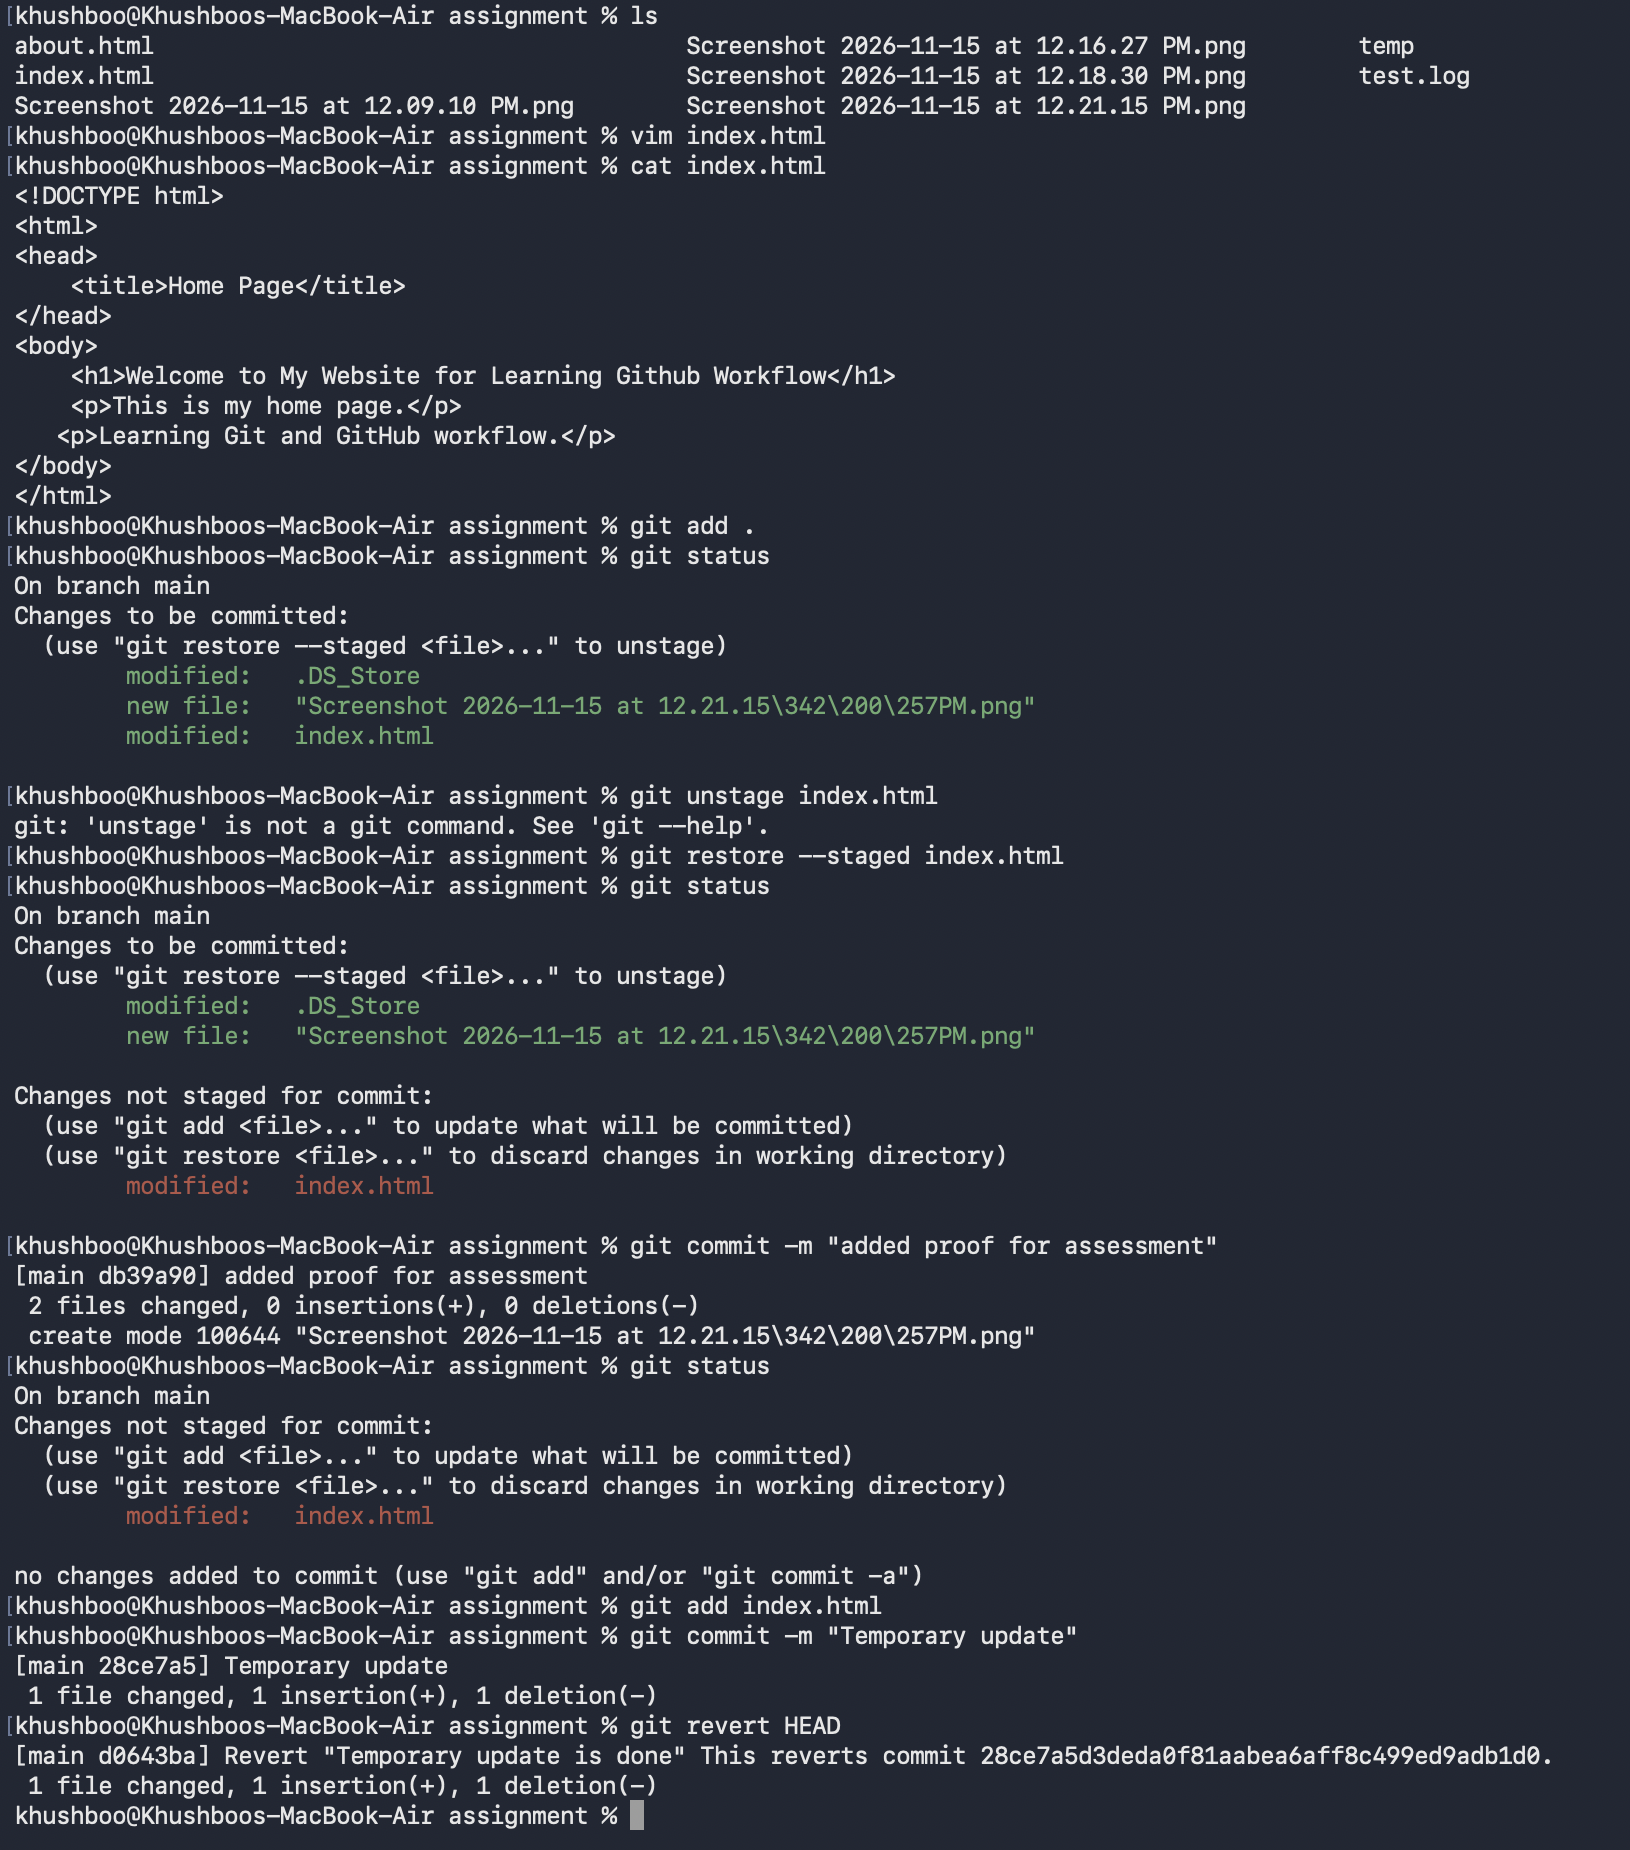 [khushboo@Khushboos-MacBook-Air assignment % ls
about.html Screenshot 2026-11-15 at 12.16.27 PM.png temp
index.html Screenshot 2026-11-15 at 12.18.30 PM.png test.log
Screenshot 2026-11-15 at 12.09.10 PM.png Screenshot 2026-11-15 at 12.21.15 PM.png
[khushboo@Khushboos-MacBook-Air assignment % vim index.html
[khushboo@Khushboos-MacBook-Air assignment % cat index.html
<!DOCTYPE html>
<html>
<head>
    <title>Home Page</title>
</head>
<body>
    <h1>Welcome to My Website for Learning Github Workflow</h1>
    <p>This is my home page.</p>
   <p>Learning Git and GitHub workflow.</p>
</body>
</html>
[khushboo@Khushboos-MacBook-Air assignment % git add .
[khushboo@Khushboos-MacBook-Air assignment % git status
On branch main
Changes to be committed:
  (use "git restore --staged <file>..." to unstage)
        modified:   .DS_Store
        new file:   "Screenshot 2026-11-15 at 12.21.15\342\200\257PM.png"
        modified:   index.html
[khushboo@Khushboos-MacBook-Air assignment % git unstage index.html
git: 'unstage' is not a git command. See 'git --help'.
[khushboo@Khushboos-MacBook-Air assignment % git restore --staged index.html
[khushboo@Khushboos-MacBook-Air assignment % git status
On branch main
Changes to be committed:
  (use "git restore --staged <file>..." to unstage)
        modified:   .DS_Store
        new file:   "Screenshot 2026-11-15 at 12.21.15\342\200\257PM.png"
Changes not staged for commit:
  (use "git add <file>..." to update what will be committed)
  (use "git restore <file>..." to discard changes in working directory)
        modified:   index.html
[khushboo@Khushboos-MacBook-Air assignment % git commit -m "added proof for assessment"
[main db39a90] added proof for assessment
 2 files changed, 0 insertions(+), 0 deletions(-)
 create mode 100644 "Screenshot 2026-11-15 at 12.21.15\342\200\257PM.png"
[khushboo@Khushboos-MacBook-Air assignment % git status
On branch main
Changes not staged for commit:
  (use "git add <file>..." to update what will be committed)
  (use "git restore <file>..." to discard changes in working directory)
        modified:   index.html
no changes added to commit (use "git add" and/or "git commit -a")
[khushboo@Khushboos-MacBook-Air assignment % git add index.html
[khushboo@Khushboos-MacBook-Air assignment % git commit -m "Temporary update"
[main 28ce7a5] Temporary update
 1 file changed, 1 insertion(+), 1 deletion(-)
[khushboo@Khushboos-MacBook-Air assignment % git revert HEAD
[main d0643ba] Revert "Temporary update is done" This reverts commit 28ce7a5d3deda0f81aabea6aff8c499ed9adb1d0.
 1 file changed, 1 insertion(+), 1 deletion(-)
khushboo@Khushboos-MacBook-Air assignment %